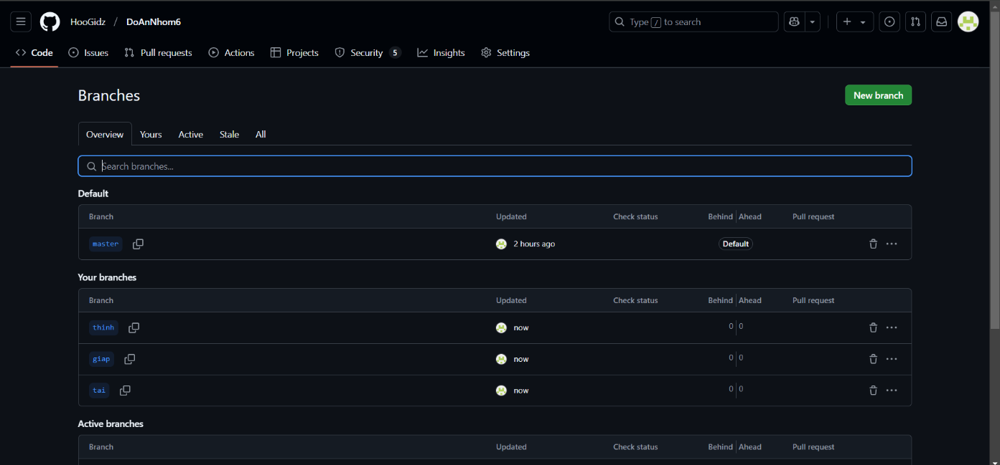 HooGidz / DoAnNhom6 Type / to search
Code Issues Pull requests Actions Projects Security 5 Insights Settings
Branches New branch
Overview Yours Active Stale All
Search branches...
Default
Branch Updated Check status Behind Ahead Pull request
master 2 hours ago Default
Your branches
Branch Updated Check status Behind Ahead Pull request
thinh now 0 0
giap now 0 0
tai now 0 0
Active branches
Branch Updated Check status Behind Ahead Pull request